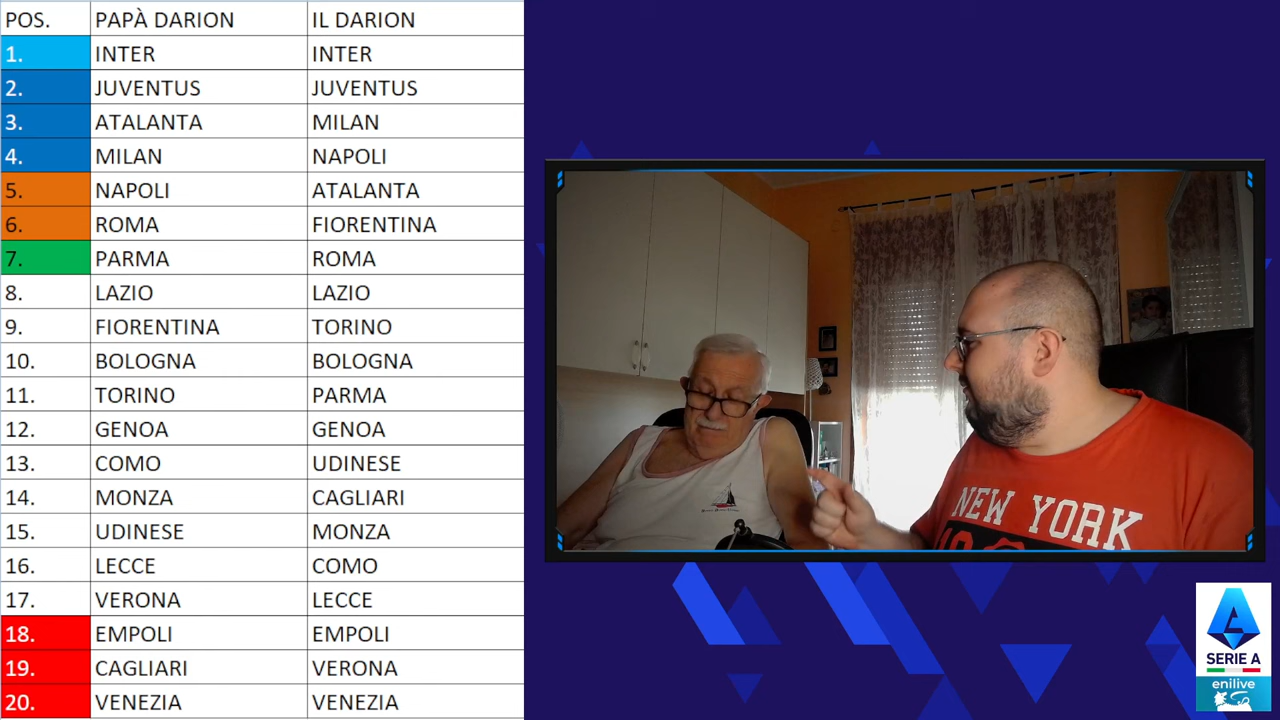 POS. PAPÀ DARION IL DARION
1. INTER INTER
2. JUVENTUS JUVENTUS
3. ATALANTA MILAN
4. MILAN NAPOLI
5. NAPOLI ATALANTA
6. ROMA FIORENTINA
7. PARMA ROMA
8. LAZIO LAZIO
9. FIORENTINA TORINO
10. BOLOGNA BOLOGNA
11. TORINO PARMA
12. GENOA GENOA
13. COMO UDINESE
14. MONZA CAGLIARI
15. UDINESE MONZA
16. LECCE COMO
17. VERONA LECCE
18. EMPOLI EMPOLI
19. CAGLIARI VERONA
20. VENEZIA VENEZIA
NEW YORK
SERIE A
enilive